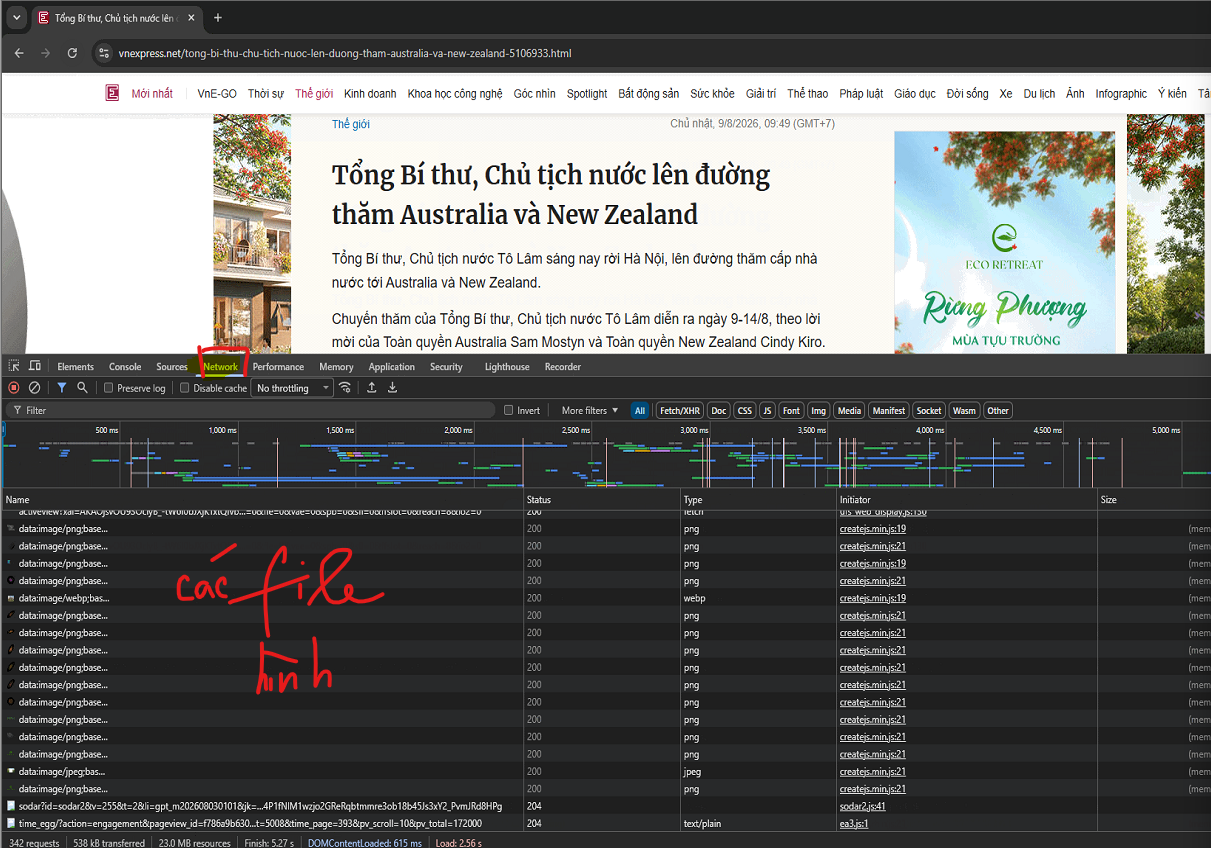 Tổng Bí thư, Chủ tịch nước lên
vnexpress.net/tong-bi-thu-chu-tich-nuoc-len-duong-tham-australia-va-new-zealand-5106933.html
Mới nhất VnE-GO Thời sự Thế giới Kinh doanh Khoa học công nghệ Góc nhìn Spotlight Bất động sản Sức khỏe Giải trí Thể thao Pháp luật Giáo dục Đời sống Xe Du lịch Ảnh Infographic Ý kiến
Thế giới Chủ nhật, 9/8/2026, 09:49 (GMT+7)
Tổng Bí thư, Chủ tịch nước lên đường
thăm Australia và New Zealand
Tổng Bí thư, Chủ tịch nước Tô Lâm sáng nay rời Hà Nội, lên đường thăm cấp nhà
nước tới Australia và New Zealand.
Chuyến thăm của Tổng Bí thư, Chủ tịch nước Tô Lâm diễn ra ngày 9-14/8, theo lời
mời của Toàn quyền Australia Sam Mostyn và Toàn quyền New Zealand Cindy Kiro.
ECO RETREAT
Rừng Phượng
MÙA TỰU TRƯỜNG
Elements Console Sources Network Performance Memory Application Security Lighthouse Recorder
Preserve log Disable cache No throttling
Filter Invert More filters All Fetch/XHR Doc CSS JS Font Img Media Manifest Socket Wasm Other
500 ms 1,000 ms 1,500 ms 2,000 ms 2,500 ms 3,000 ms 3,500 ms 4,000 ms 4,500 ms 5,000 ms
Name Status Type Initiator Size
200 fetch
data:image/png;base... 200 png createjs.min.js:19 (mem
data:image/png;base... 200 png createjs.min.js:21 (mem
data:image/png;base... 200 png createjs.min.js:19 (mem
data:image/png;base... 200 png createjs.min.js:21 (mem
data:image/webp;bas... 200 webp createjs.min.js:19 (mem
data:image/png;base... 200 png createjs.min.js:21 (mem
data:image/png;base... 200 png createjs.min.js:21 (mem
data:image/png;base... 200 png createjs.min.js:21 (mem
data:image/png;base... 200 png createjs.min.js:21 (mem
data:image/png;base... 200 png createjs.min.js:21 (mem
data:image/png;base... 200 png createjs.min.js:21 (mem
data:image/png;base... 200 png createjs.min.js:21 (mem
data:image/png;base... 200 png createjs.min.js:21 (mem
data:image/png;base... 200 png createjs.min.js:21 (mem
data:image/jpeg;bas... 200 jpeg createjs.min.js:21 (mem
data:image/png;base... 200 png createjs.min.js:21 (mem
các file
hình
sodar?id=sodar2&v=255&t=2&li=gpt_m202608030101&jk=...4P1fNIM1wzjo2GReRqbtmmre3ob18b45Js3xY2_PvmJRd8HPg 204 sodar2.js:41
time_egg/?action=engagement&pageview_id=f786a9b630...t=5008&time_page=393&pv_scroll=10&pv_total=172000 204 text/plain ea3.js:1
342 requests 538 kB transferred 23.0 MB resources Finish: 5.27 s DOMContentLoaded: 615 ms Load: 2.56 s